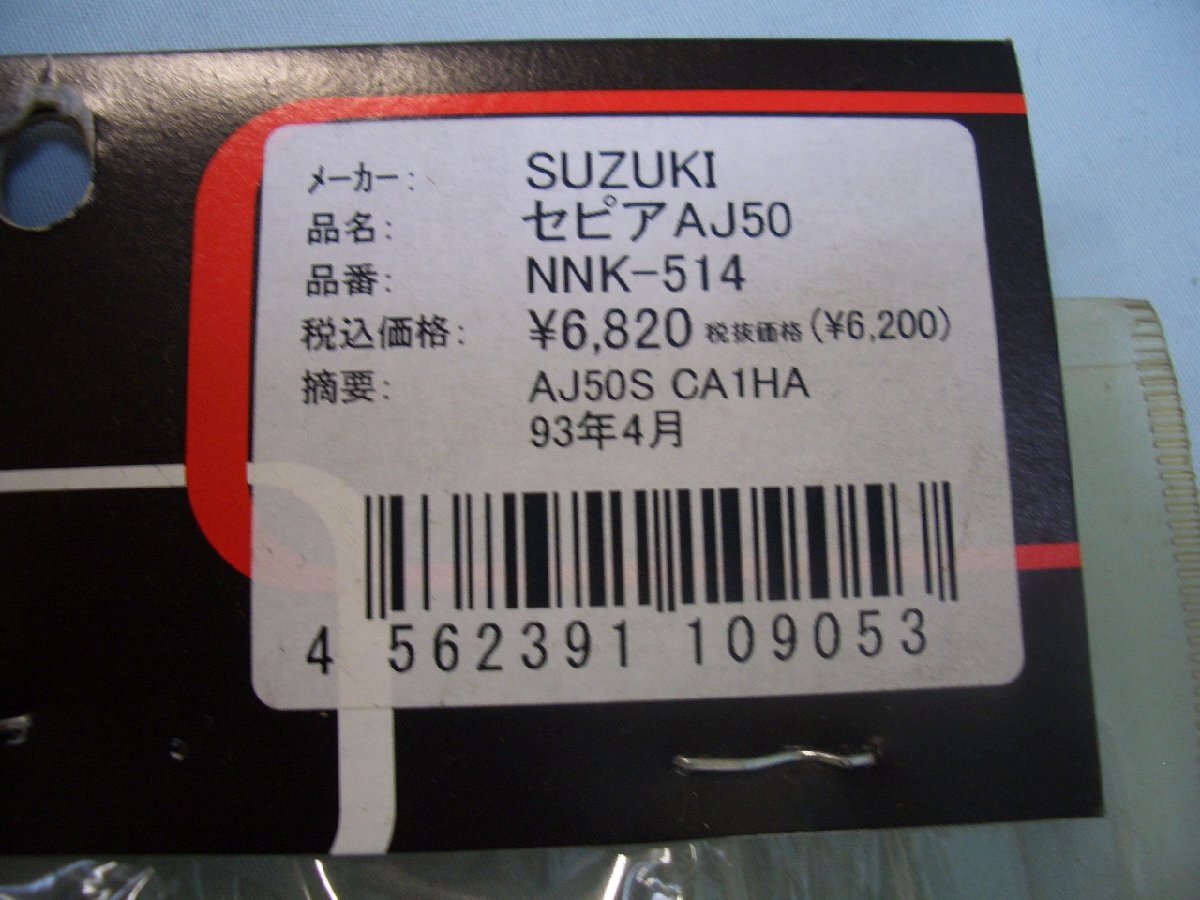 メーカー: SUZUKI
品名: セピアAJ50
品番: NNK-514
税込価格: ¥6,820 税抜価格 (¥6,200)
摘要: AJ50S CA1HA
93年4月
4 562391 109053